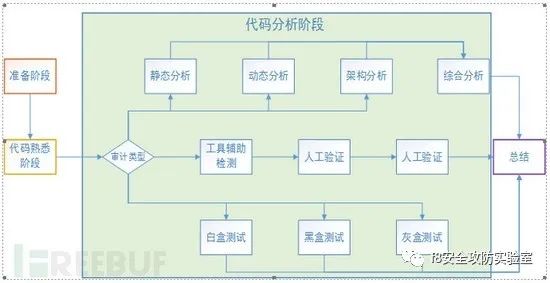 代码分析阶段
准备阶段
静态分析
动态分析
架构分析
综合分析
代码熟悉
阶段
审计类型
工具辅助
检测
人工验证
人工验证
总结
白盒测试
黑盒测试
灰盒测试
REEBUF
f8安全攻防实验室